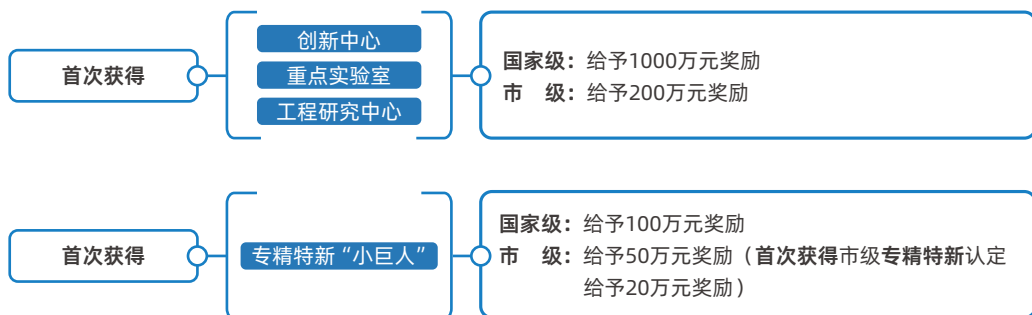 首次获得
创新中心
重点实验室
工程研究中心
国家级：给予1000万元奖励
市　级：给予200万元奖励
首次获得
专精特新“小巨人”
国家级：给予100万元奖励
市　级：给予50万元奖励（首次获得市级专精特新认定
给予20万元奖励）